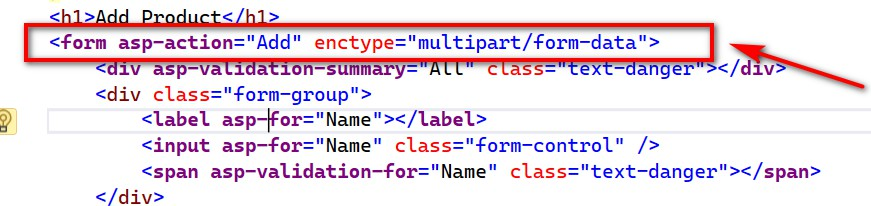 <h1>Add Product</h1>
<form asp-action="Add" enctype="multipart/form-data">
<div asp-validation-summary="All" class="text-danger"></div>
<div class="form-group">
<label asp-for="Name"></label>
<input asp-for="Name" class="form-control" />
<span asp-validation-for="Name" class="text-danger"></span>
</div>